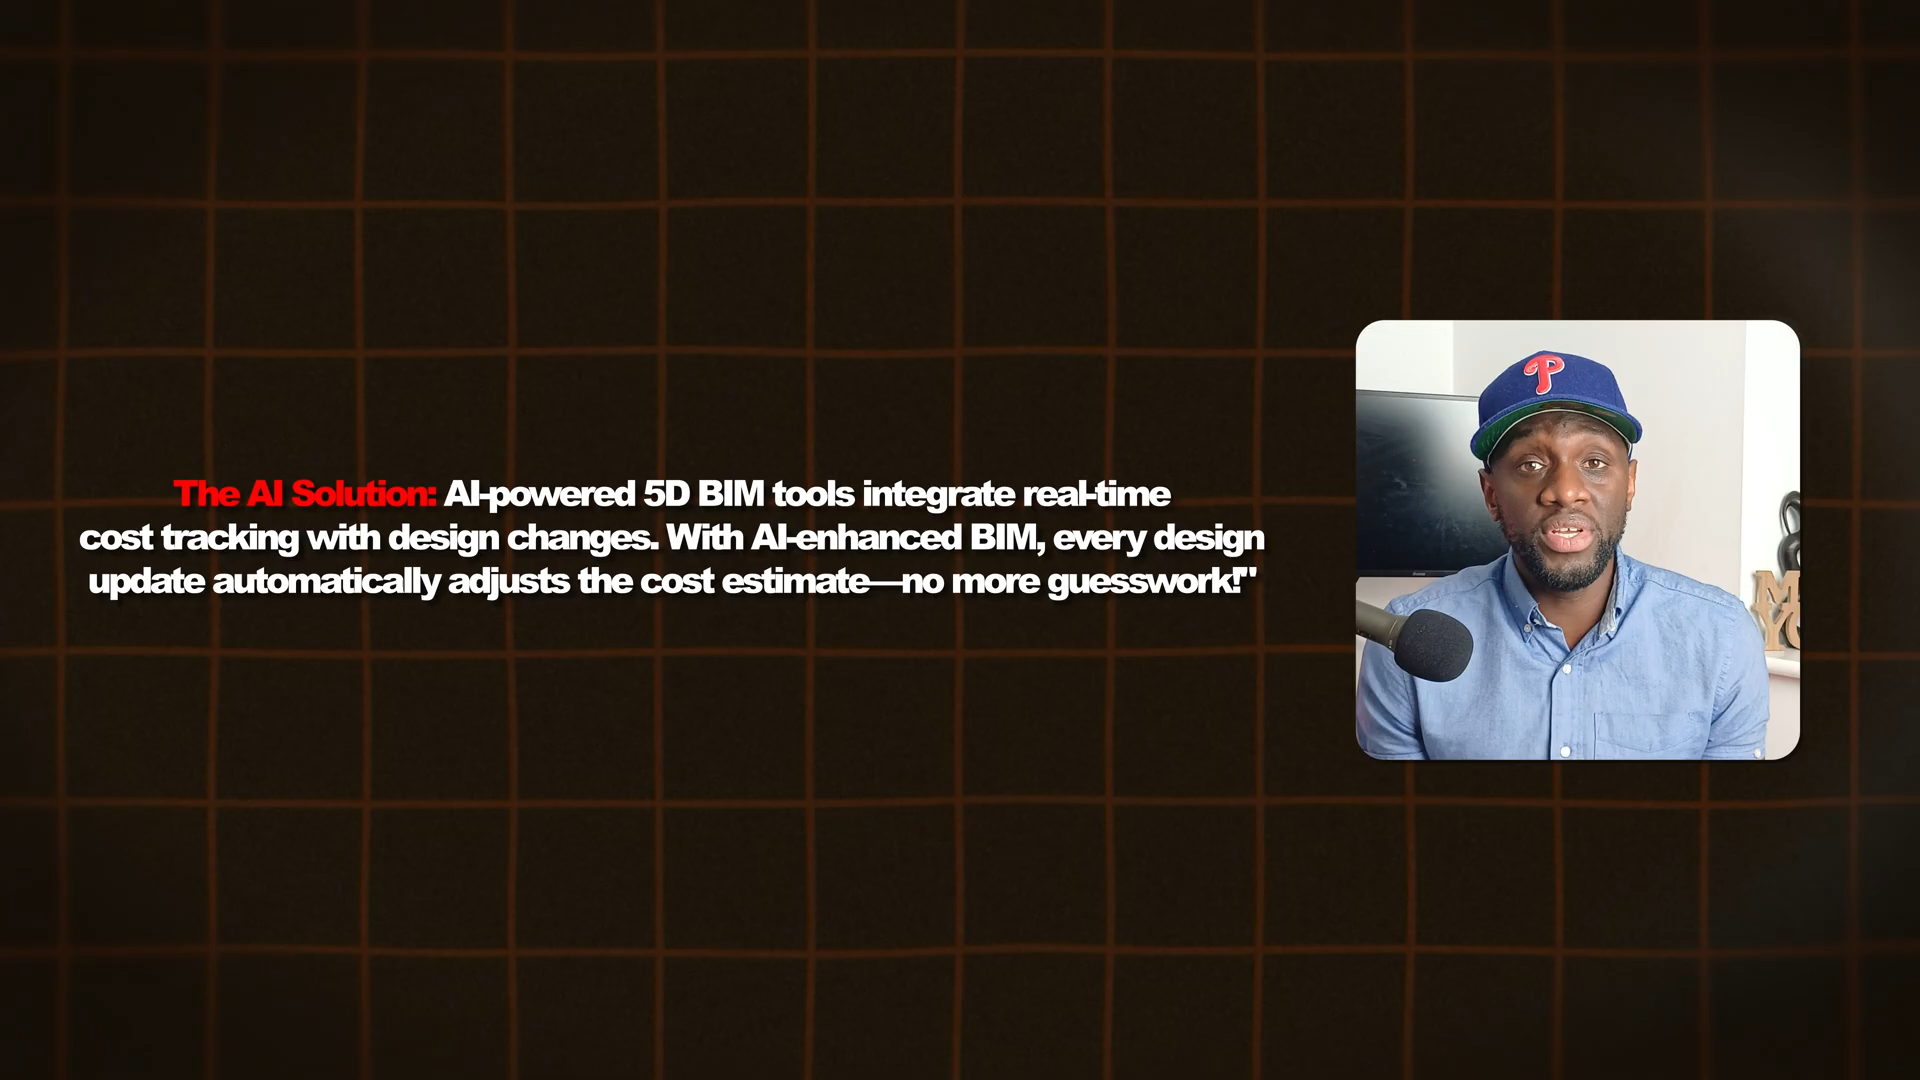 The AI Solution: AI-powered 5D BIM tools integrate real-time
cost tracking with design changes. With AI-enhanced BIM, every design
update automatically adjusts the cost estimate—no more guesswork!"
P